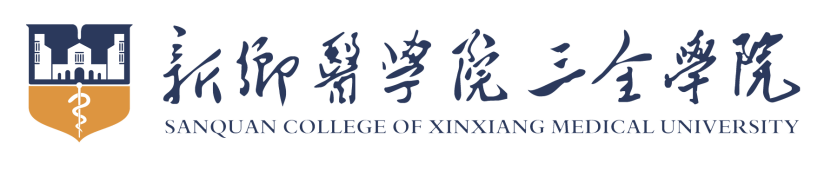 新鄉醫學院三全學院
SANQUAN COLLEGE OF XINXIANG MEDICAL UNIVERSITY